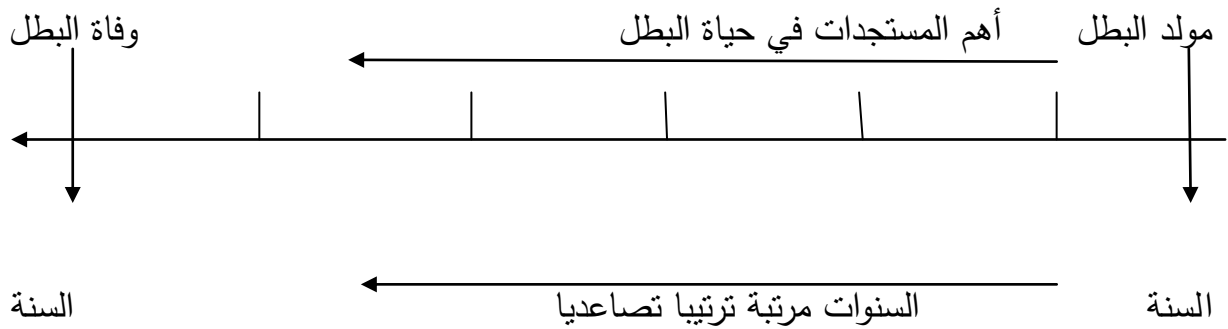 مولد البطل أهم المستجدات في حياة البطل وفاة البطل
السنة السنوات مرتبة ترتيبا تصاعديا السنة